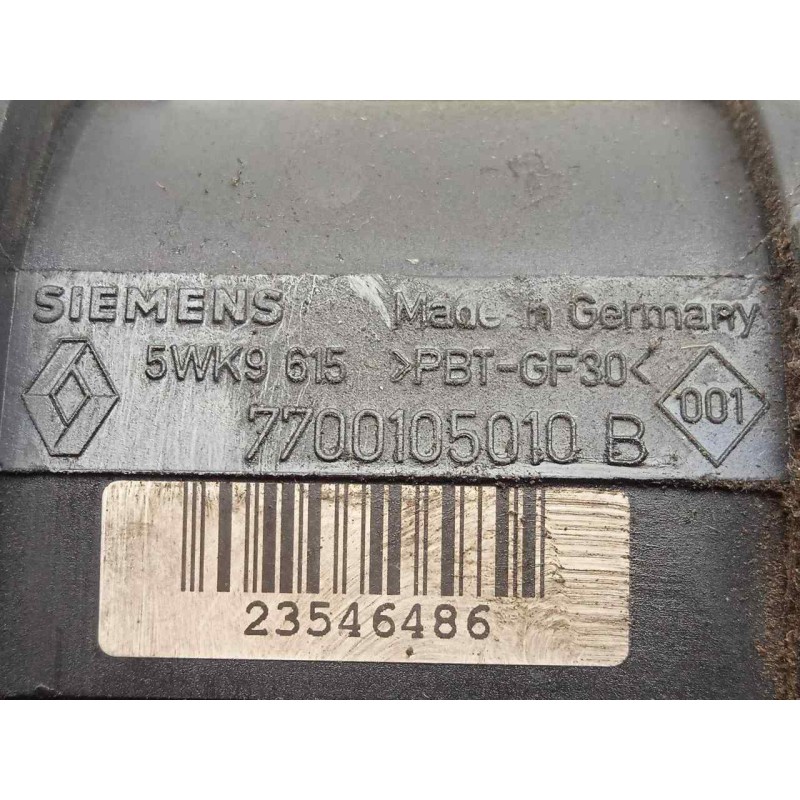 SIEMENS Made in Germany
5WK9 615 >PBT-GF30< 001
7700105010 B
23546486